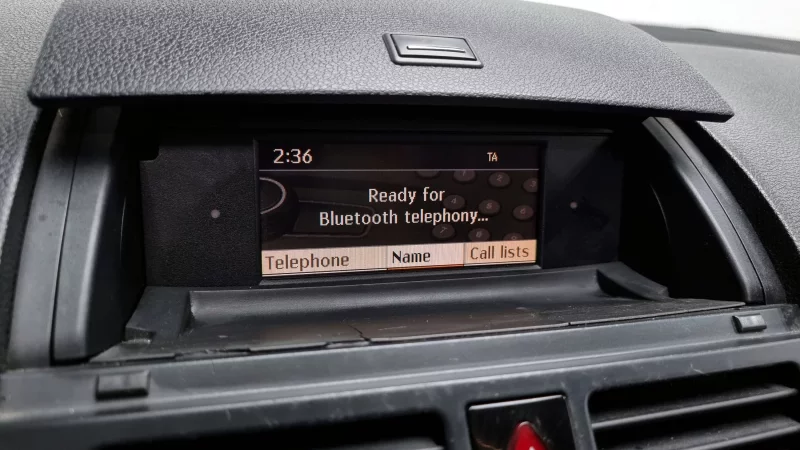 2:36 TA
Ready for
Bluetooth telephony...
Telephone Name Call lists